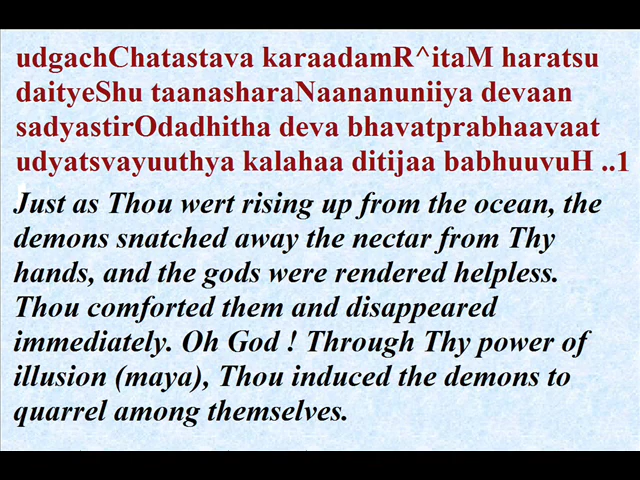 udgachChatastava karaadamR^itaM haratsu
daityeShu taanasharaNaananuniiya devaan
sadyastirOdadhitha deva bhavatprabhaavaat
udyatsvayuuthya kalahaa ditijaa babhuuvuH ..1
Just as Thou wert rising up from the ocean, the
demons snatched away the nectar from Thy
hands, and the gods were rendered helpless.
Thou comforted them and disappeared
immediately. Oh God ! Through Thy power of
illusion (maya), Thou induced the demons to
quarrel among themselves.